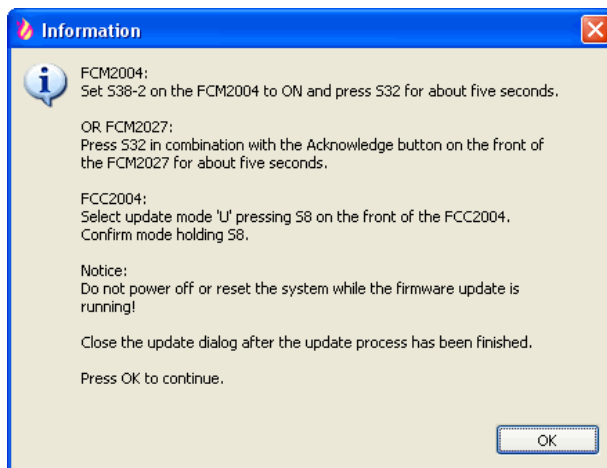 Information
FCM2004:
Set S38-2 on the FCM2004 to ON and press S32 for about five seconds.
OR FCM2027:
Press S32 in combination with the Acknowledge button on the front of
the FCM2027 for about five seconds.
FCC2004:
Select update mode 'U' pressing S8 on the front of the FCC2004.
Confirm mode holding S8.
Notice:
Do not power off or reset the system while the firmware update is
running!
Close the update dialog after the update process has been finished.
Press OK to continue.
OK